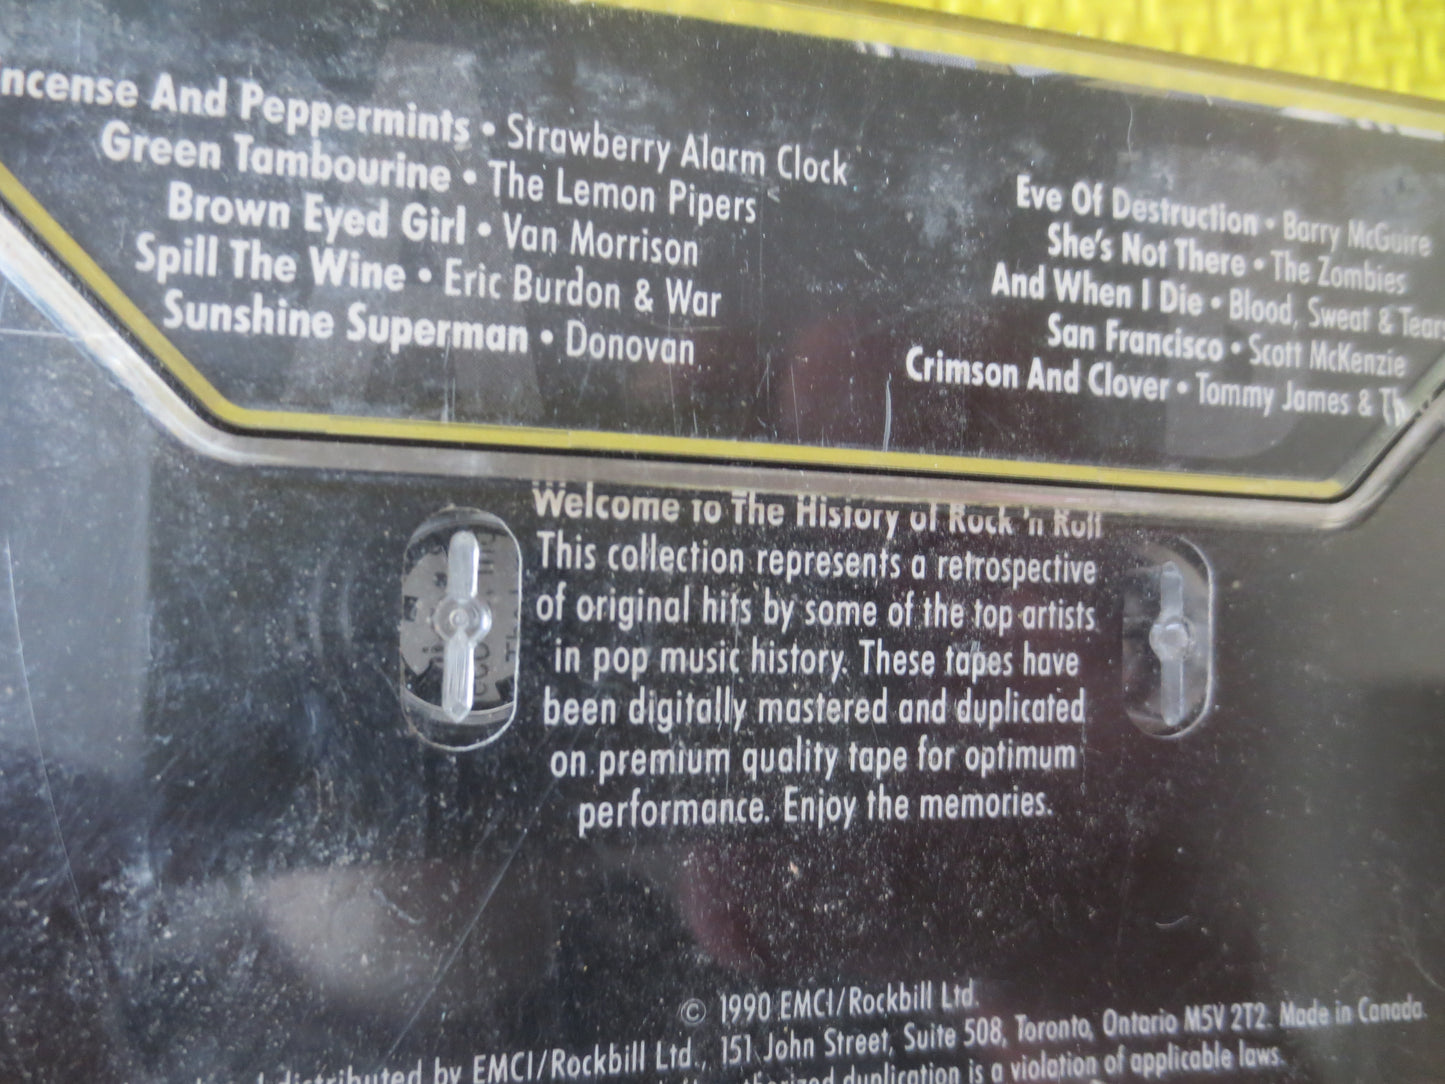 ncense And Peppermints • Strawberry Alarm Clock
Green Tambourine • The Lemon Pipers
Brown Eyed Girl • Van Morrison
Spill The Wine • Eric Burdon & War
Sunshine Superman • Donovan
Eve Of Destruction • Barry McGuire
She's Not There • The Zombies
And When I Die • Blood, Sweat & Tears
San Francisco • Scott McKenzie
Crimson And Clover • Tommy James & Th
Welcome to The History of Rock 'n Roll
This collection represents a retrospective
of original hits by some of the top artists
in pop music history. These tapes have
been digitally mastered and duplicated
on premium quality tape for optimum
performance. Enjoy the memories.
© 1990 EMCI/Rockbill Ltd.
distributed by EMCI/Rockbill Ltd., 151 John Street, Suite 508, Toronto, Ontario M5V 2T2. Made in Canada.
duplication is a violation of applicable laws.